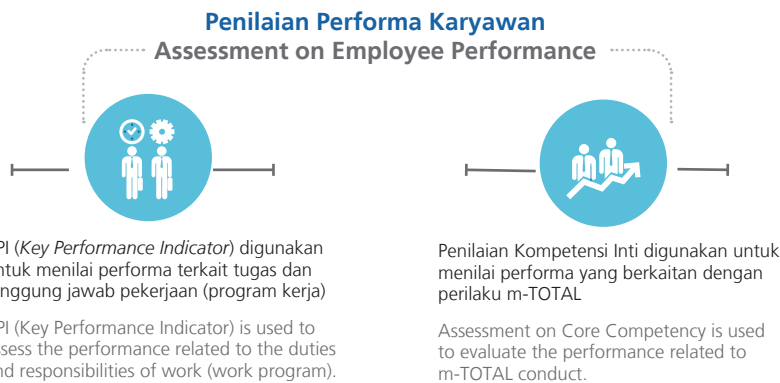 Penilaian Performa Karyawan
Assessment on Employee Performance
PI (Key Performance Indicator) digunakan
ntuk menilai performa terkait tugas dan
nggung jawab pekerjaan (program kerja)
PI (Key Performance Indicator) is used to
sess the performance related to the duties
nd responsibilities of work (work program).
Penilaian Kompetensi Inti digunakan untuk
menilai performa yang berkaitan dengan
perilaku m-TOTAL
Assessment on Core Competency is used
to evaluate the performance related to
m-TOTAL conduct.